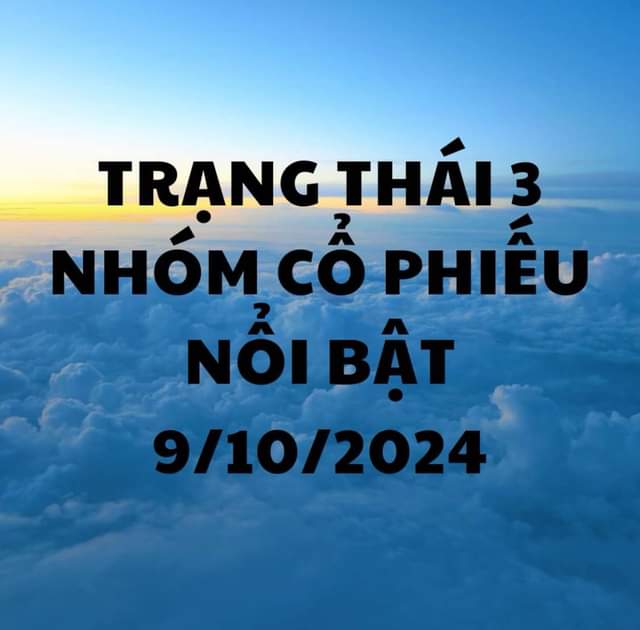 TRẠNG THÁI 3
NHÓM CỔ PHIẾU
NỔI BẬT
9/10/2024